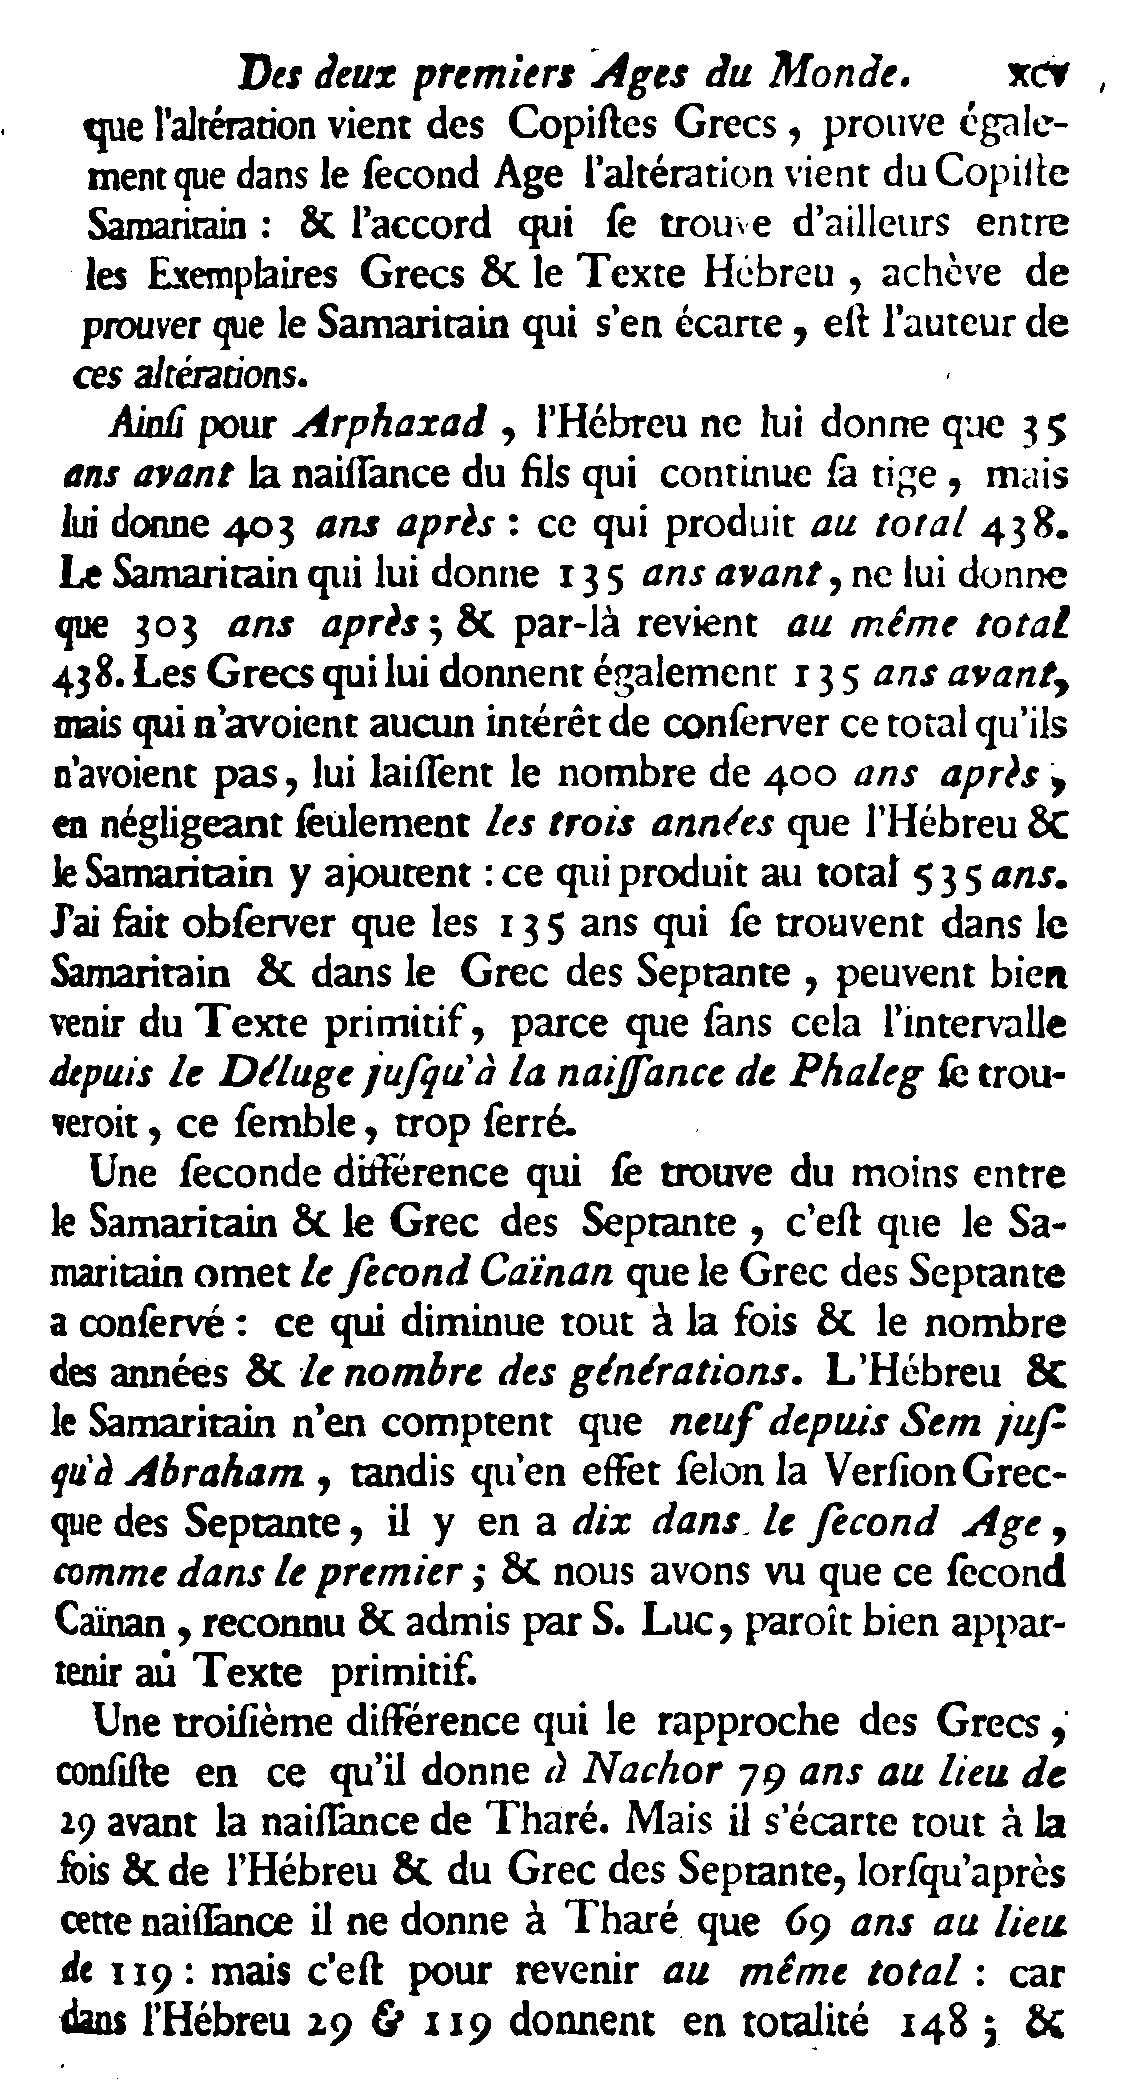 Des deux premiers Ages du Monde. xcv
que l'altération vient des Copiſtes Grecs, prouve égale-
ment que dans le ſecond Age l'altération vient du Copiſte
Samaritain : & l'accord qui ſe trouve d'ailleurs entre
les Exemplaires Grecs & le Texte Hébreu, achève de
prouver que le Samaritain qui s'en écarte, eſt l'auteur de
ces altérations.
Ainſi pour Arphaxad, l'Hébreu ne lui donne que 35
ans avant la naiſſance du fils qui continue ſa tige, mais
lui donne 403 ans après : ce qui produit au total 438.
Le Samaritain qui lui donne 135 ans avant, ne lui donne
que 303 ans après ; & par-là revient au même total
438. Les Grecs qui lui donnent également 135 ans avant,
mais qui n'avoient aucun intérêt de conſerver ce total qu'ils
n'avoient pas, lui laiſſent le nombre de 400 ans après,
en négligeant ſeulement les trois années que l'Hébreu &
le Samaritain y ajoutent : ce qui produit au total 535 ans.
J'ai fait obſerver que les 135 ans qui ſe trouvent dans le
Samaritain & dans le Grec des Septante, peuvent bien
venir du Texte primitif, parce que ſans cela l'intervalle
depuis le Déluge juſqu'à la naiſſance de Phaleg ſe trou-
veroit, ce ſemble, trop ſerré.
Une ſeconde différence qui ſe trouve du moins entre
le Samaritain & le Grec des Septante, c'eſt que le Sa-
maritain omet le ſecond Caïnan que le Grec des Septante
a conſervé : ce qui diminue tout à la fois & le nombre
des années & le nombre des générations. L'Hébreu &
le Samaritain n'en comptent que neuf depuis Sem juſ-
qu'à Abraham, tandis qu'en effet ſelon la Verſion Grec-
que des Septante, il y en a dix dans le ſecond Age,
comme dans le premier ; & nous avons vu que ce ſecond
Caïnan, reconnu & admis par S. Luc, paroît bien appar-
tenir au Texte primitif.
Une troiſième différence qui le rapproche des Grecs,
conſiſte en ce qu'il donne à Nachor 79 ans au lieu de
29 avant la naiſſance de Tharé. Mais il s'écarte tout à la
fois & de l'Hébreu & du Grec des Septante, lorſqu'après
cette naiſſance il ne donne à Tharé que 69 ans au lieu
de 119 : mais c'eſt pour revenir au même total : car
dans l'Hébreu 29 & 119 donnent en totalité 148 ; &